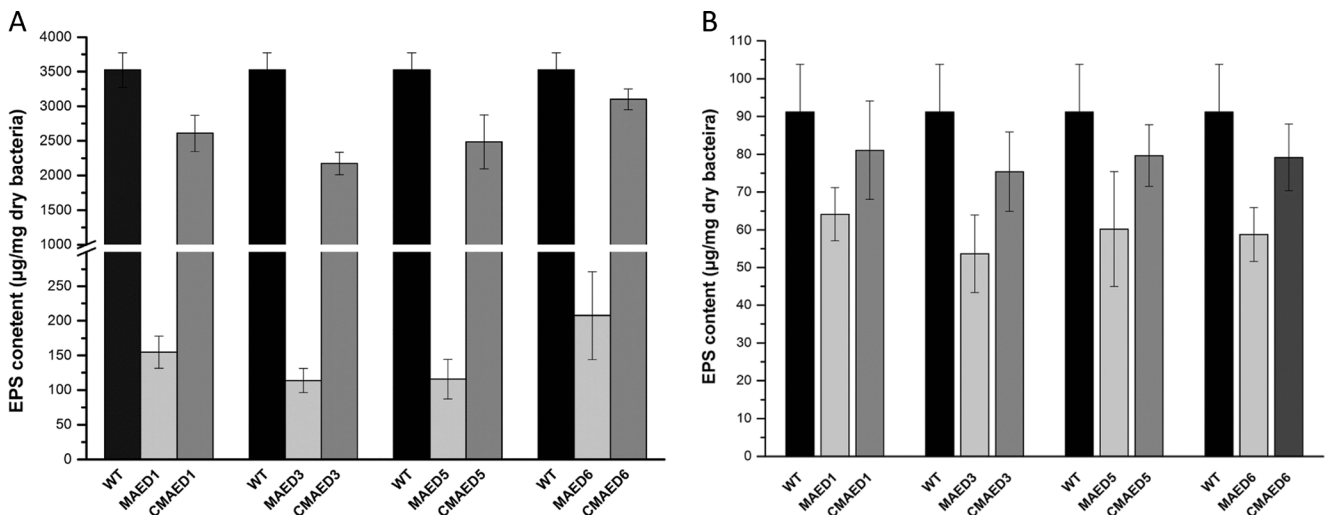 A
EPS conetent (µg/mg dry bacteria)
4000
3500
3000
2500
2000
1500
1000
250
200
150
100
50
0
WT
MAED1
CMAED1
WT
MAED3
CMAED3
WT
MAED5
CMAED5
WT
MAED6
CMAED6
B
EPS content (µg/mg dry bacteira)
110
100
90
80
70
60
50
40
30
20
10
0
WT
MAED1
CMAED1
WT
MAED3
CMAED3
WT
MAED5
CMAED5
WT
MAED6
CMAED6